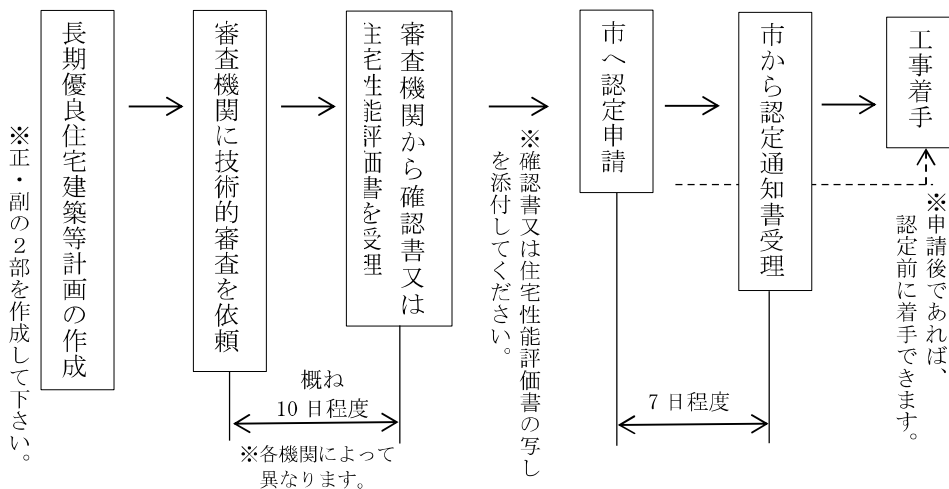 長期優良住宅建築等計画の作成
※正・副の２部を作成して下さい。
審査機関に技術的審査を依頼
審査機関から確認書又は
住宅性能評価書を受理
概ね
10 日程度
※各機関によって
異なります。
※確認書又は住宅性能評価書の写し
を添付してください。
市へ認定申請
市から認定通知書受理
7 日程度
工事着手
※申請後であれば、
認定前に着手できます。